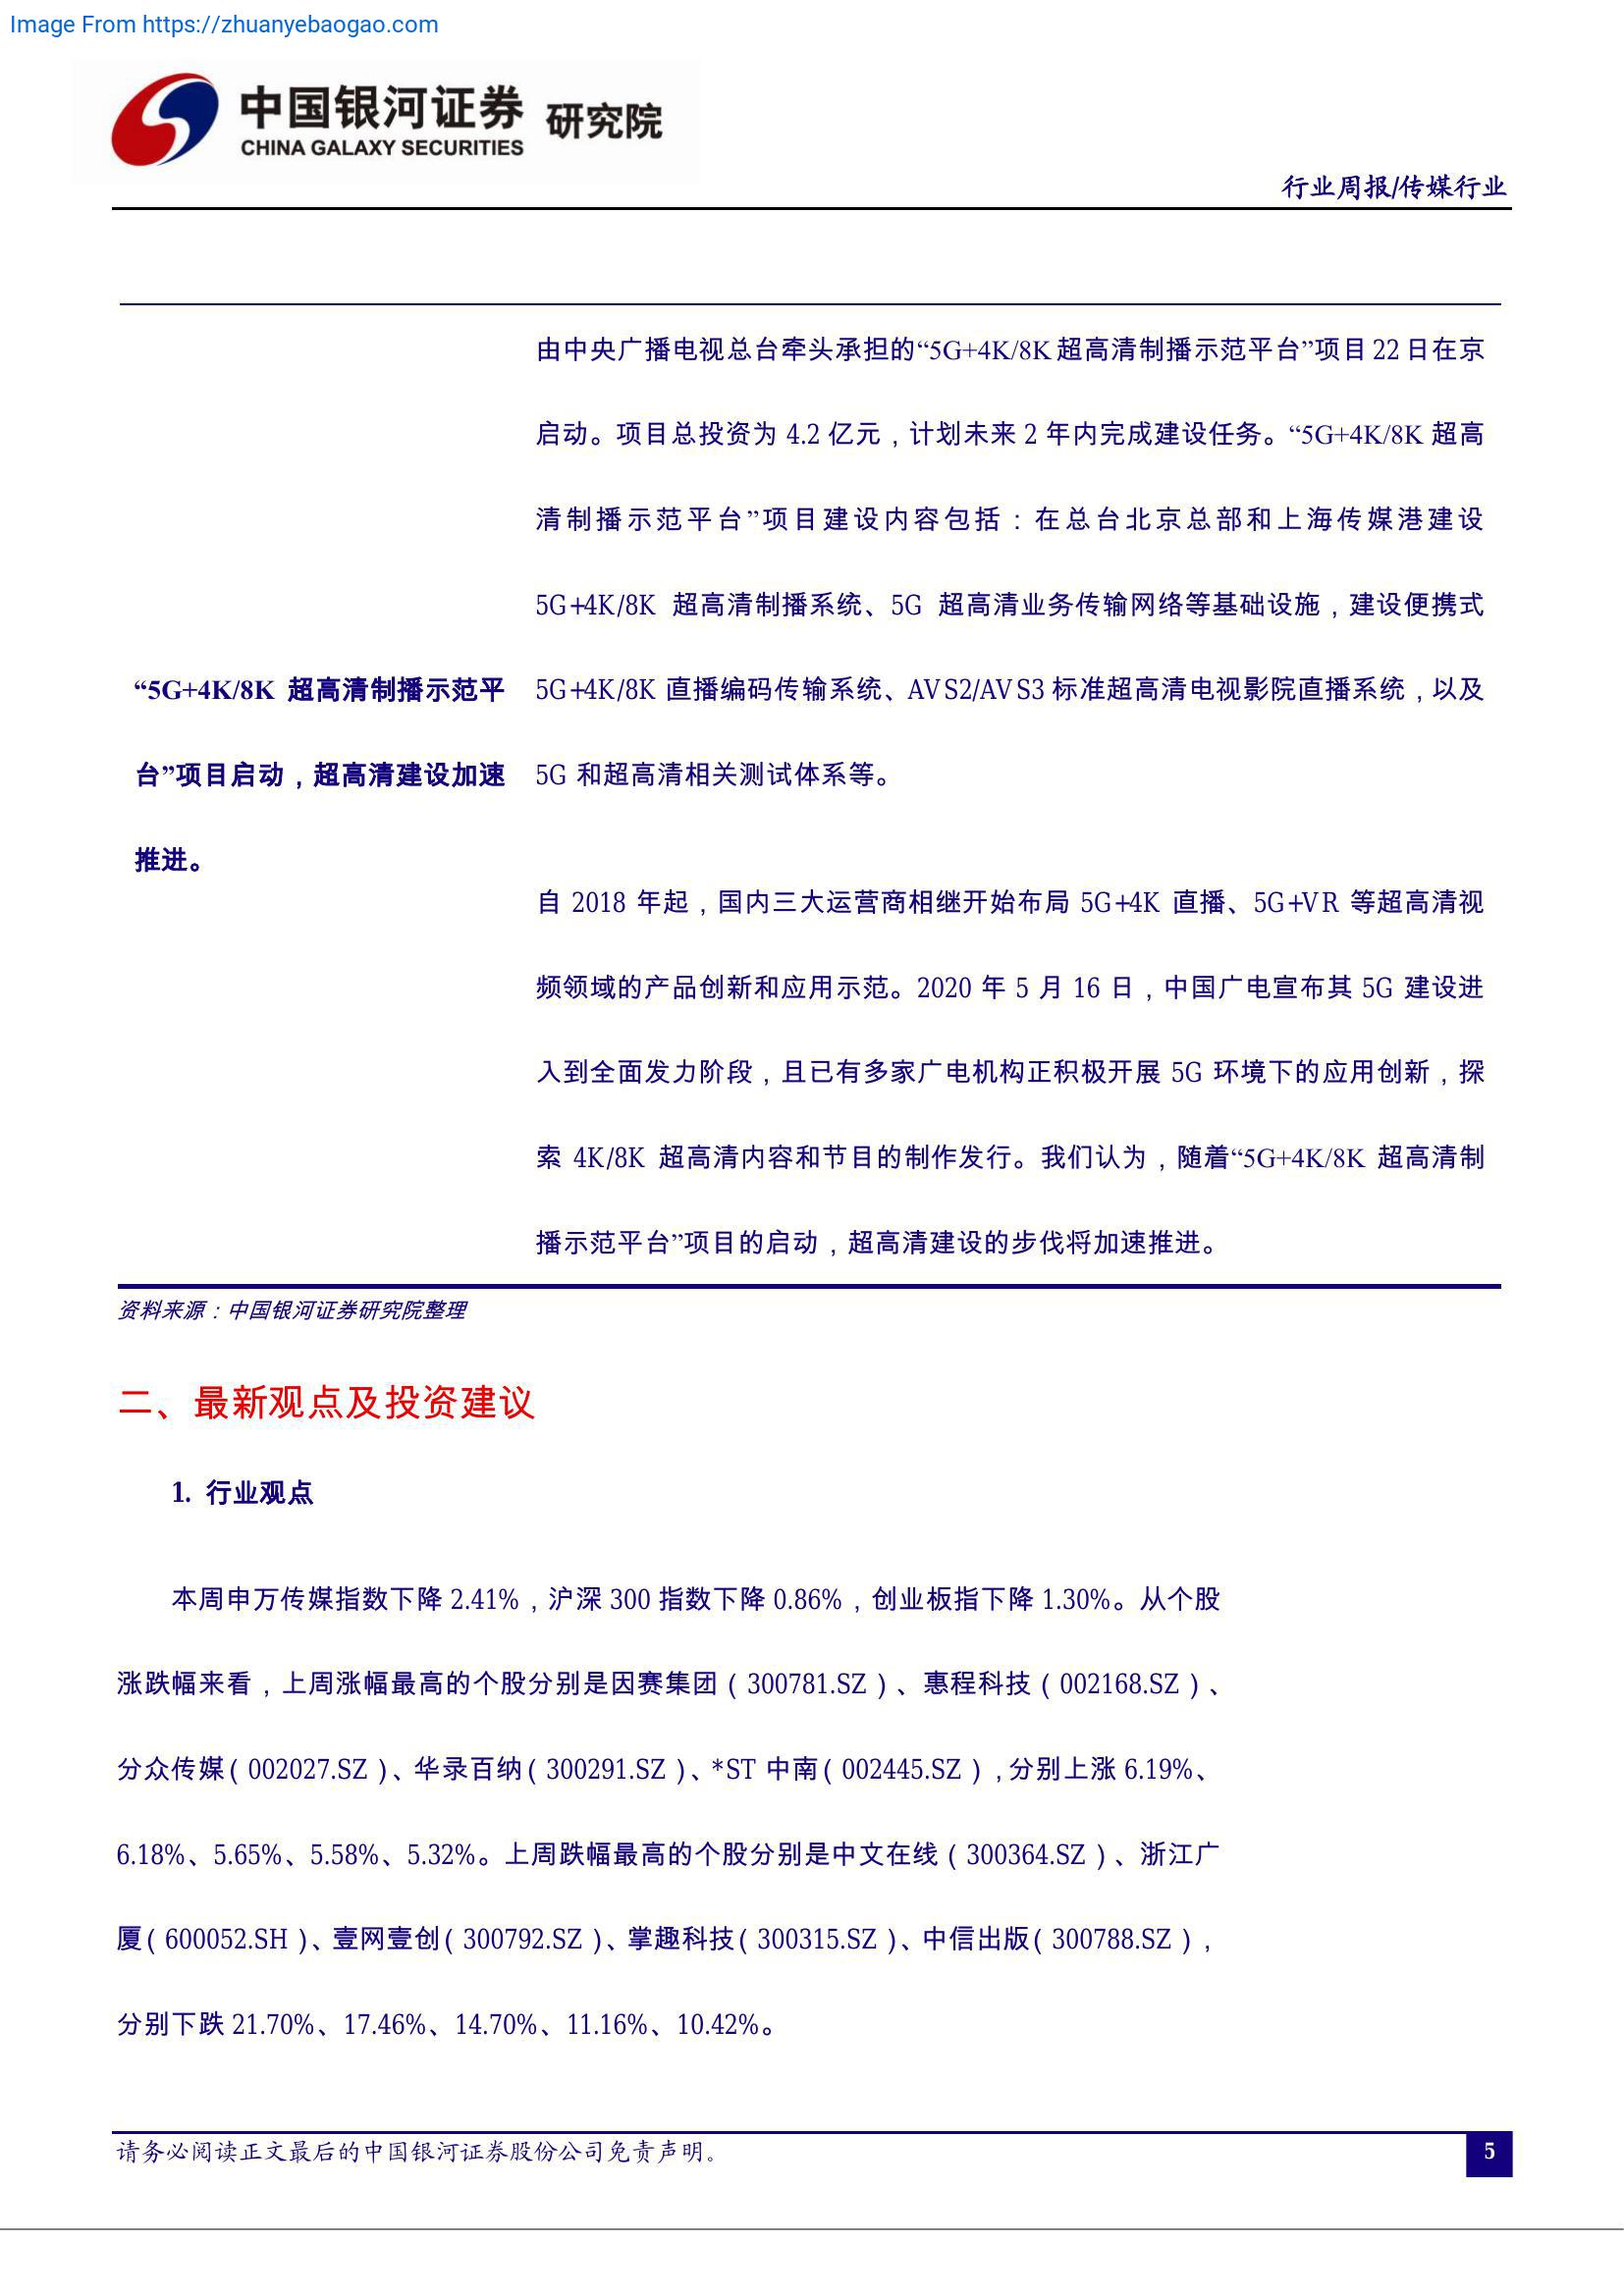 Image From https://zhuanyebaogao.com
中国银河证券 研究院
CHINA GALAXY SECURITIES
行业周报/传媒行业
“5G+4K/8K 超高清制播示范平
台”项目启动，超高清建设加速
推进。
由中央广播电视总台牵头承担的“5G+4K/8K 超高清制播示范平台”项目 22 日在京
启动。项目总投资为 4.2 亿元，计划未来 2 年内完成建设任务。“5G+4K/8K 超高
清制播示范平台”项目建设内容包括：在总台北京总部和上海传媒港建设
5G+4K/8K 超高清制播系统、5G 超高清业务传输网络等基础设施，建设便携式
5G+4K/8K 直播编码传输系统、AVS2/AVS3 标准超高清电视影院直播系统，以及
5G 和超高清相关测试体系等。
自 2018 年起，国内三大运营商相继开始布局 5G+4K 直播、5G+VR 等超高清视
频领域的产品创新和应用示范。2020 年 5 月 16 日，中国广电宣布其 5G 建设进
入到全面发力阶段，且已有多家广电机构正积极开展 5G 环境下的应用创新，探
索 4K/8K 超高清内容和节目的制作发行。我们认为，随着“5G+4K/8K 超高清制
播示范平台”项目的启动，超高清建设的步伐将加速推进。
资料来源：中国银河证券研究院整理
二、最新观点及投资建议
1. 行业观点
本周申万传媒指数下降 2.41%，沪深 300 指数下降 0.86%，创业板指下降 1.30%。从个股
涨跌幅来看，上周涨幅最高的个股分别是因赛集团（300781.SZ）、惠程科技（002168.SZ）、
分众传媒（002027.SZ）、华录百纳（300291.SZ）、*ST 中南（002445.SZ），分别上涨 6.19%、
6.18%、5.65%、5.58%、5.32%。上周跌幅最高的个股分别是中文在线（300364.SZ）、浙江广
厦（600052.SH）、壹网壹创（300792.SZ）、掌趣科技（300315.SZ）、中信出版（300788.SZ），
分别下跌 21.70%、17.46%、14.70%、11.16%、10.42%。
请务必阅读正文最后的中国银河证券股份公司免责声明。
5